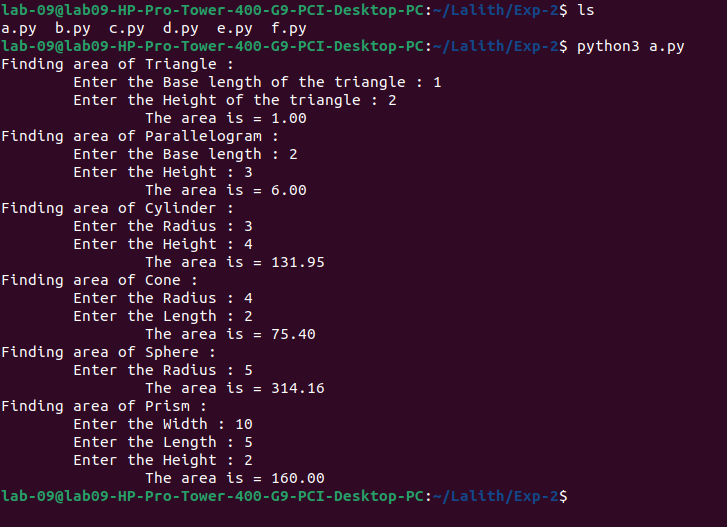 lab-09@lab09-HP-Pro-Tower-400-G9-PCI-Desktop-PC:~/Lalith/Exp-2$ ls
a.py  b.py  c.py  d.py  e.py  f.py
lab-09@lab09-HP-Pro-Tower-400-G9-PCI-Desktop-PC:~/Lalith/Exp-2$ python3 a.py
Finding area of Triangle :
        Enter the Base length of the triangle : 1
        Enter the Height of the triangle : 2
                The area is = 1.00
Finding area of Parallelogram :
        Enter the Base length : 2
        Enter the Height : 3
                The area is = 6.00
Finding area of Cylinder :
        Enter the Radius : 3
        Enter the Height : 4
                The area is = 131.95
Finding area of Cone :
        Enter the Radius : 4
        Enter the Length : 2
                The area is = 75.40
Finding area of Sphere :
        Enter the Radius : 5
                The area is = 314.16
Finding area of Prism :
        Enter the Width : 10
        Enter the Length : 5
        Enter the Height : 2
                The area is = 160.00
lab-09@lab09-HP-Pro-Tower-400-G9-PCI-Desktop-PC:~/Lalith/Exp-2$